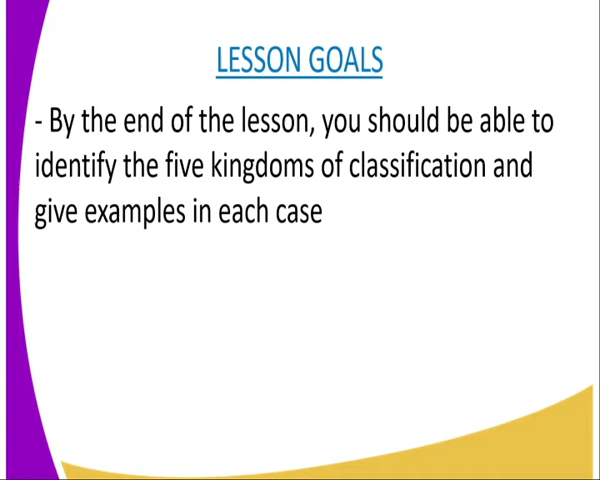 LESSON GOALS
- By the end of the lesson, you should be able to
identify the five kingdoms of classification and
give examples in each case